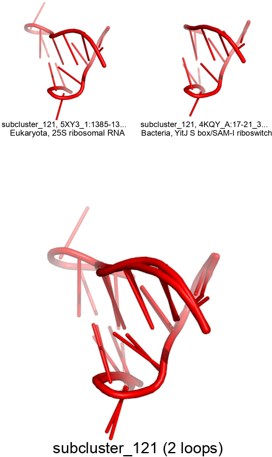 subcluster_121, 5XY3_1:1385-13...
Eukaryota, 25S ribosomal RNA
subcluster_121, 4KQY_A:17-21_3...
Bacteria, YitJ S box/SAM-I riboswitch
subcluster_121 (2 loops)